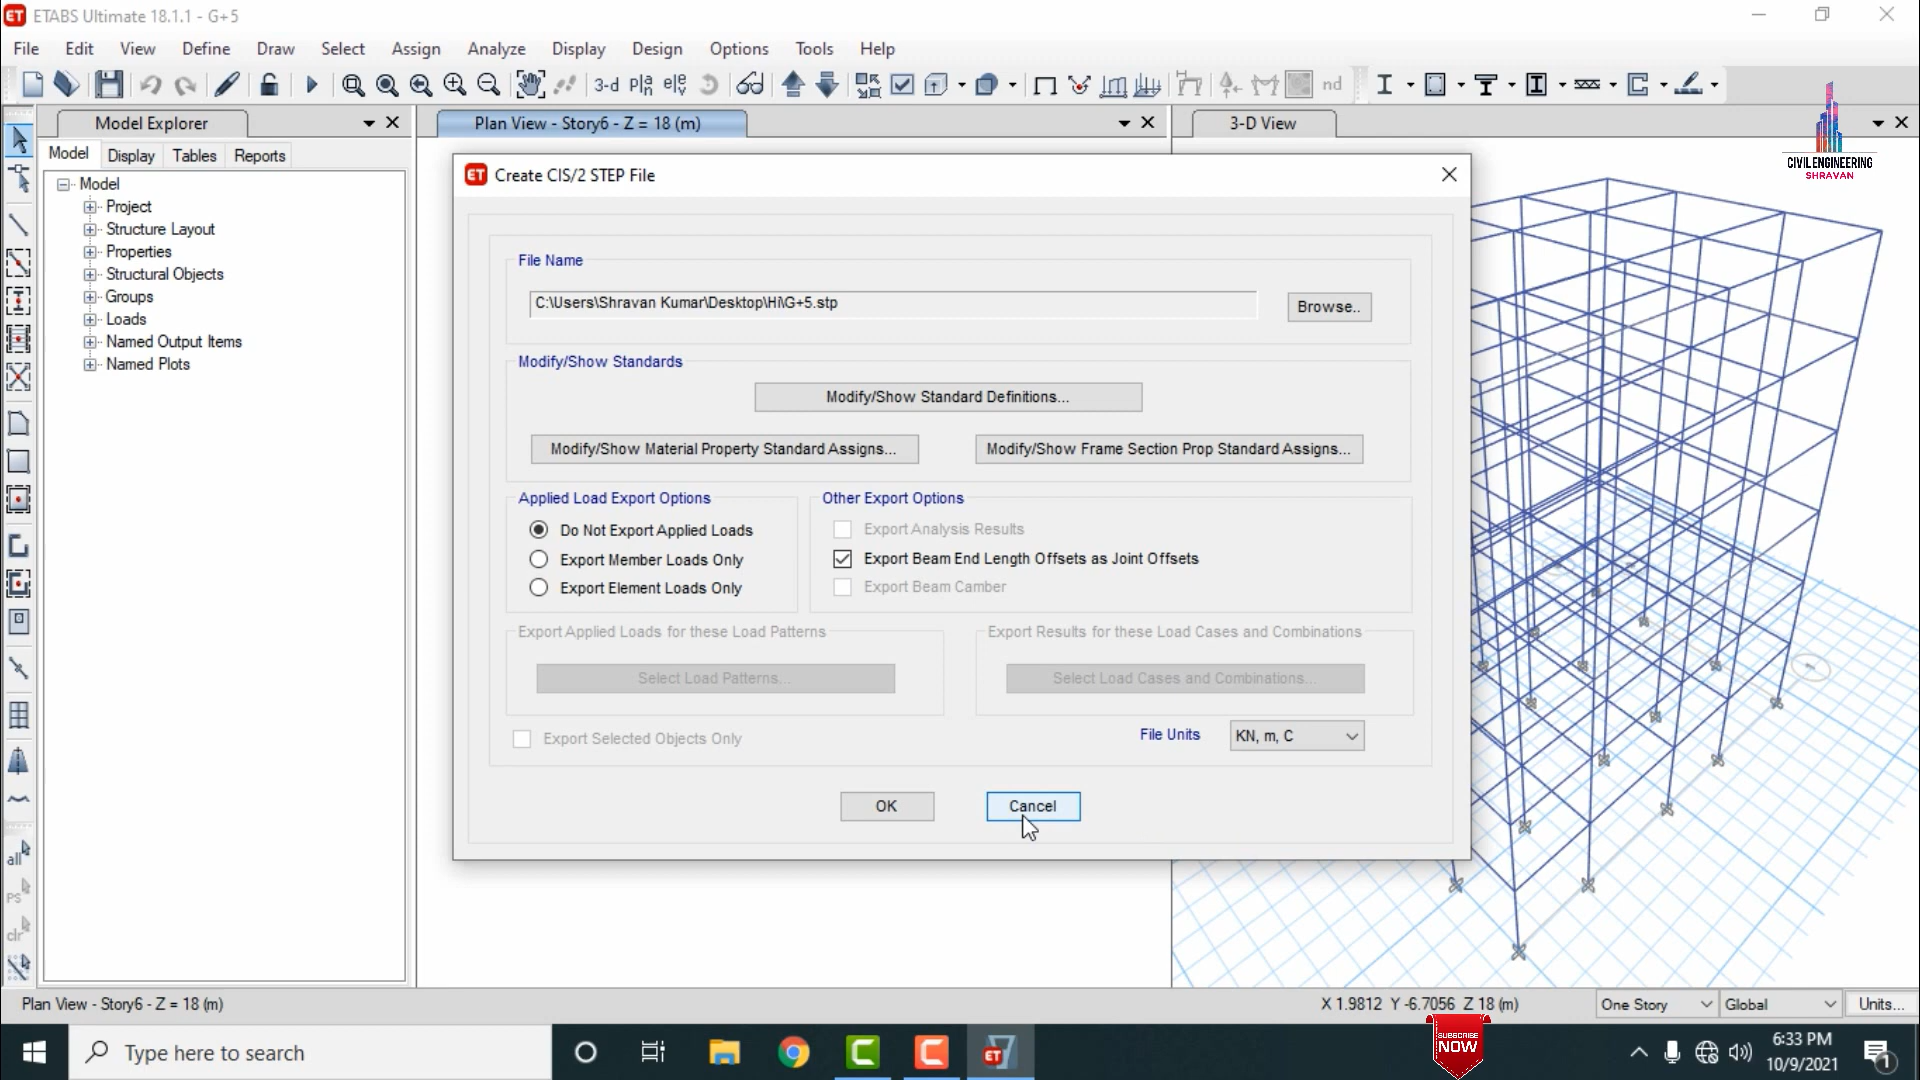 ET ETABS Ultimate 18.1.1 - G+5
File Edit View Define Draw Select Assign Analyze Display Design Options Tools Help
3-d nd
Model Explorer
Plan View - Story6 - Z = 18 (m)
3-D View
Model Display Tables Reports
Model
Project
Structure Layout
Properties
Structural Objects
Groups
Loads
Named Output Items
Named Plots
CIVIL ENGINEERING
SHRAVAN
ET Create CIS/2 STEP File
File Name
C:\Users\Shravan Kumar\Desktop\Hi\G+5.stp
Browse..
Modify/Show Standards
Modify/Show Standard Definitions...
Modify/Show Material Property Standard Assigns...
Modify/Show Frame Section Prop Standard Assigns...
Applied Load Export Options
Do Not Export Applied Loads
Export Member Loads Only
Export Element Loads Only
Other Export Options
Export Analysis Results
Export Beam End Length Offsets as Joint Offsets
Export Beam Camber
Export Applied Loads for these Load Patterns
Select Load Patterns...
Export Results for these Load Cases and Combinations
Select Load Cases and Combinations...
Export Selected Objects Only
File Units
KN, m, C
OK
Cancel
all
ps
clr
Plan View - Story6 - Z = 18 (m)
X 1.9812 Y -6.7056 Z 18 (m)
One Story
Global
Units...
Type here to search
ET
SUBSCRIBE
NOW
6:33 PM
10/9/2021
1